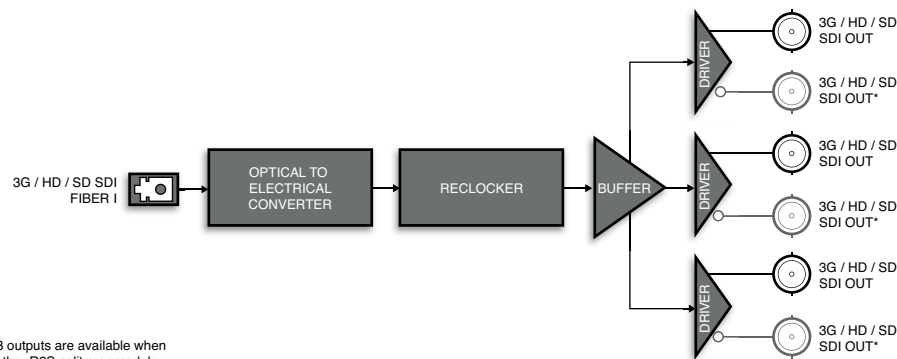 3G / HD / SD SDI
FIBER I
OPTICAL TO
ELECTRICAL
CONVERTER
RECLOCKER
BUFFER
DRIVER
3G / HD / SD
SDI OUT
3G / HD / SD
SDI OUT*
DRIVER
3G / HD / SD
SDI OUT
3G / HD / SD
SDI OUT*
DRIVER
3G / HD / SD
SDI OUT
3G / HD / SD
SDI OUT*
3 outputs are available when